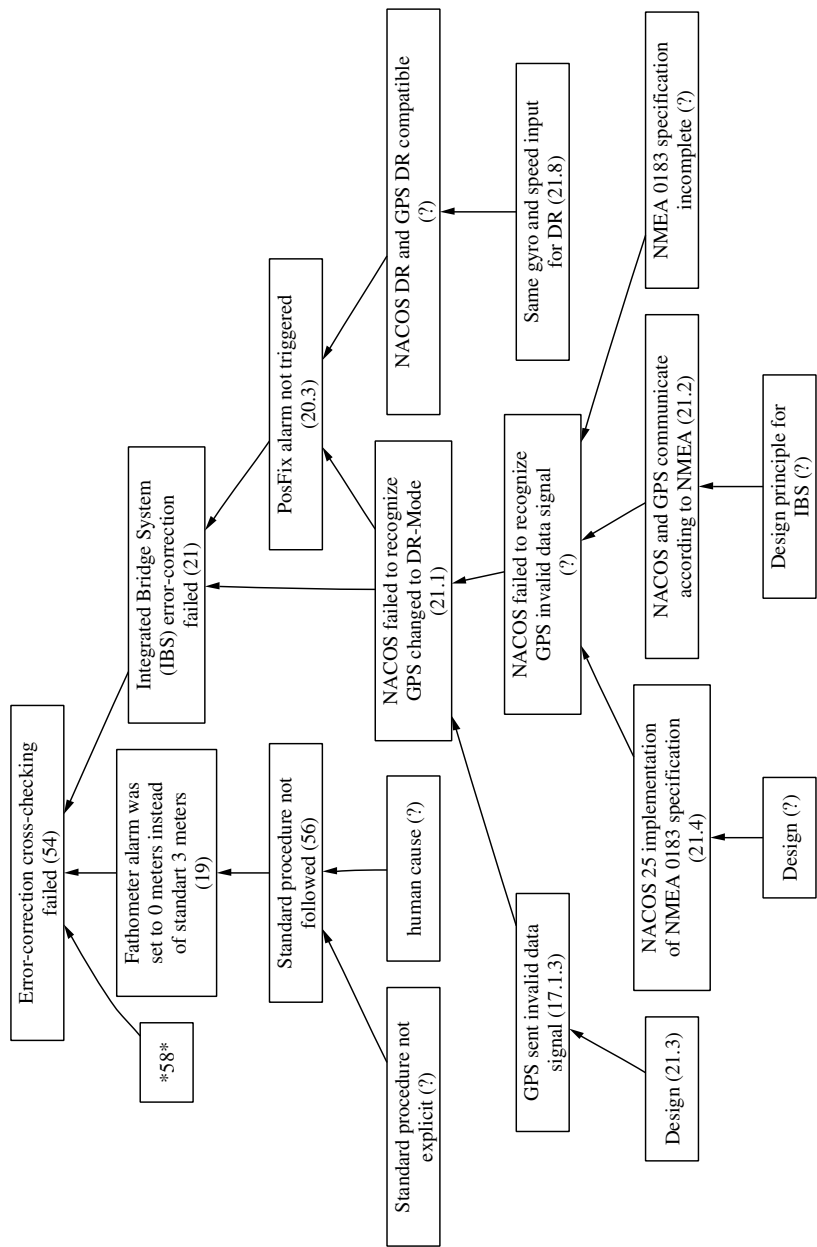 Error-correction cross-checking
failed (54)
*58*
Fathometer alarm was
set to 0 meters instead
of standart 3 meters
(19)
Integrated Bridge System
(IBS) error-correction
failed (21)
Standard procedure not
followed (56)
PosFix alarm not triggered
(20.3)
Standard procedure not
explicit (?)
human cause (?)
NACOS failed to recognize
GPS changed to DR-Mode
(21.1)
NACOS DR and GPS DR compatible
(?)
GPS sent invalid data
signal (17.1.3)
NACOS failed to recognize
GPS invalid data signal
(?)
Same gyro and speed input
for DR (21.8)
Design (21.3)
NACOS 25 implementation
of NMEA 0183 specification
(21.4)
NACOS and GPS communicate
according to NMEA (21.2)
NMEA 0183 specification
incomplete (?)
Design (?)
Design principle for
IBS (?)